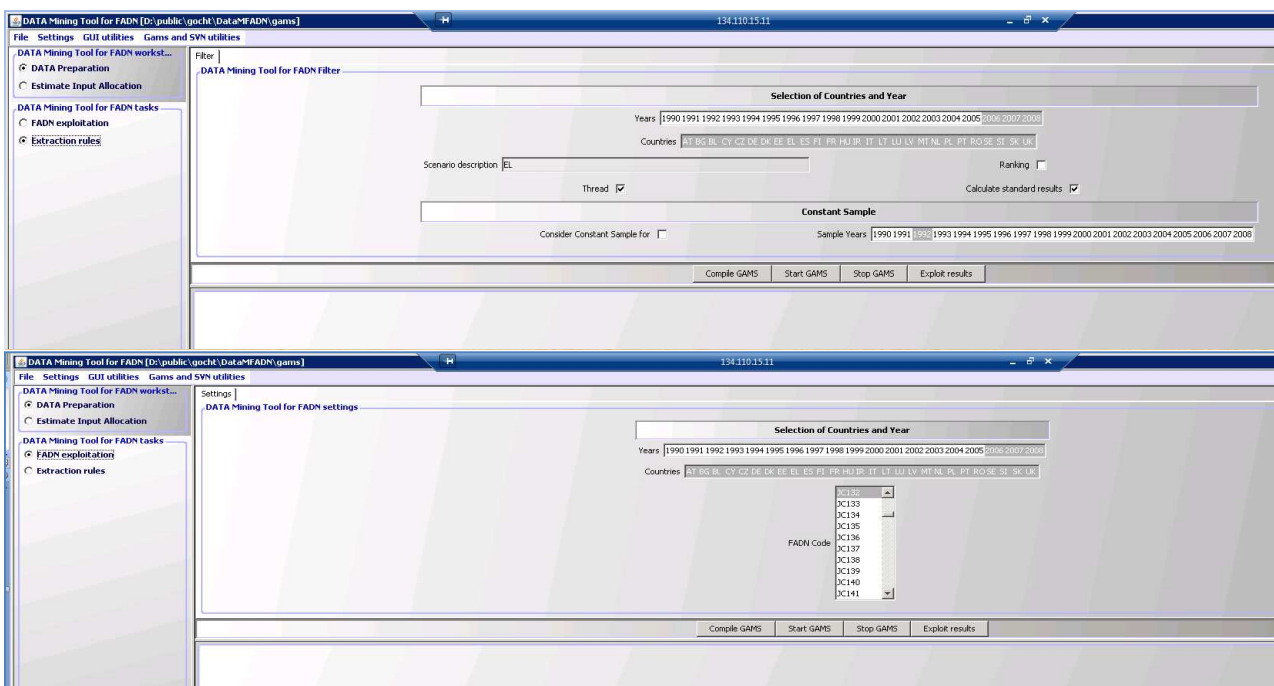 DATA Mining Tool for FADN [D:\public\gocht\DataMFADN\gams] 134.110.15.11
File Settings GUI utilities Gams and SVN utilities
DATA Mining Tool for FADN workst...
DATA Preparation
Estimate Input Allocation
DATA Mining Tool for FADN tasks
FADN exploitation
Extraction rules
Filter
DATA Mining Tool for FADN Filter
Selection of Countries and Year
Years 1990 1991 1992 1993 1994 1995 1996 1997 1998 1999 2000 2001 2002 2003 2004 2005 2006 2007 2008
Countries AT BG BL CY CZ DE DK EE EL ES FI FR HU IR IT LT LU LV MT NL PL PT RO SE SI SK UK
Scenario description EL Ranking
Thread Calculate standard results
Constant Sample
Consider Constant Sample for Sample Years 1990 1991 1992 1993 1994 1995 1996 1997 1998 1999 2000 2001 2002 2003 2004 2005 2006 2007 2008
Compile GAMS Start GAMS Stop GAMS Exploit results
DATA Mining Tool for FADN [D:\public\gocht\DataMFADN\gams] 134.110.15.11
File Settings GUI utilities Gams and SVN utilities
DATA Mining Tool for FADN workst...
DATA Preparation
Estimate Input Allocation
DATA Mining Tool for FADN tasks
FADN exploitation
Extraction rules
Settings
DATA Mining Tool for FADN settings
Selection of Countries and Year
Years 1990 1991 1992 1993 1994 1995 1996 1997 1998 1999 2000 2001 2002 2003 2004 2005 2006 2007 2008
Countries AT BG BL CY CZ DE DK EE EL ES FI FR HU IR IT LT LU LV MT NL PL PT RO SE SI SK UK
FADN Code
JC132
JC133
JC134
JC135
JC136
JC137
JC138
JC139
JC140
JC141
Compile GAMS Start GAMS Stop GAMS Exploit results